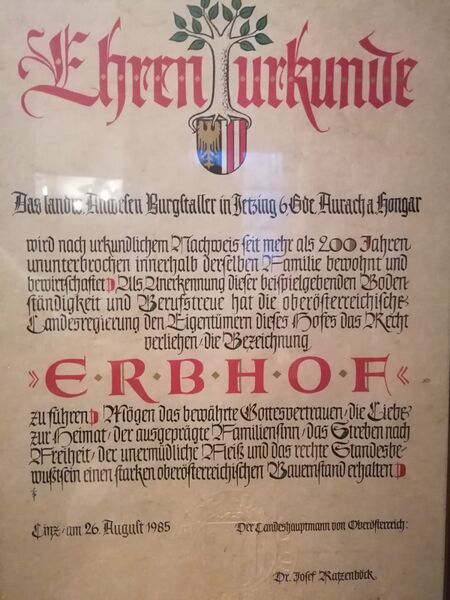 Ehrenurkunde
Das landw. Anwesen Burgstaller in Jetzing 6, Gde. Aurach a. Hongar
wird nach urkundlichem Nachweis seit mehr als 200 Jahren
ununterbrochen innerhalb derselben Familie bewohnt und
bewirtschaftet. Als Anerkennung dieser beispielgebenden Boden-
ständigkeit und Berufstreue hat die oberösterreichische
Landesregierung den Eigentümern dieses Hofes das Recht
verliehen, die Bezeichnung
»E·R·B·H·O·F«
zu führen. Mögen das bewährte Gottesvertrauen, die Liebe
zur Heimat, der ausgeprägte Familiensinn, das Streben nach
Freiheit, der unermüdliche Fleiß und das rechte Standesbe-
wußtsein einen starken oberösterreichischen Bauernstand erhalten.
Linz, am 26. August 1985
Der Landeshauptmann von Oberösterreich:
Dr. Josef Ratzenböck